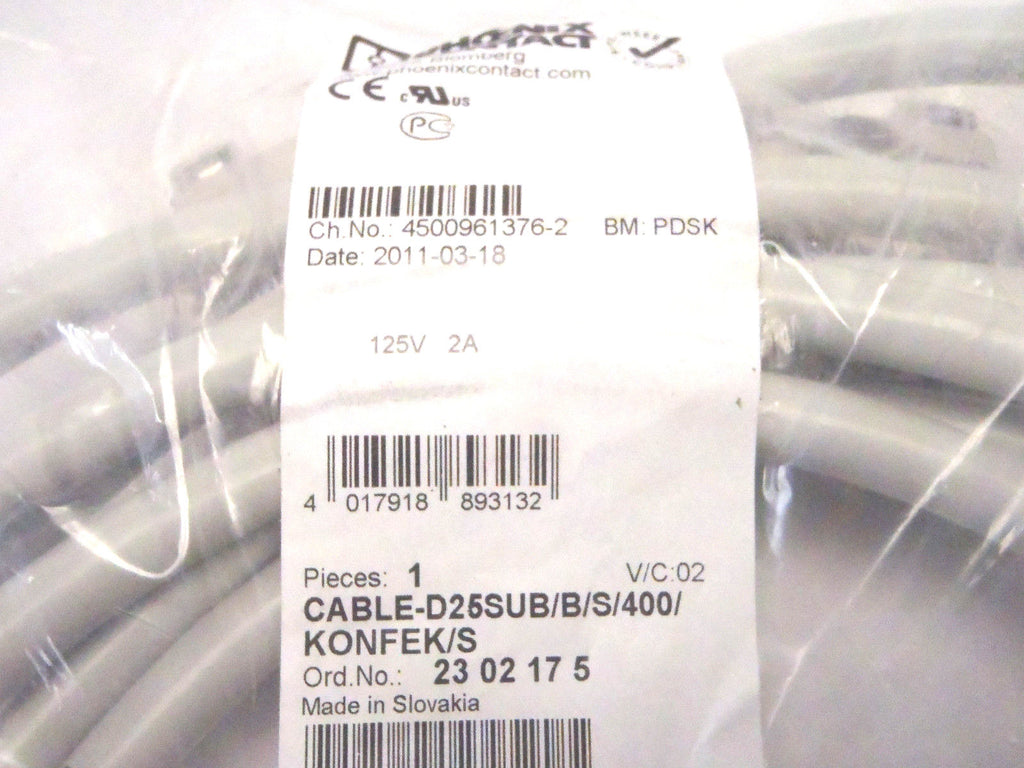 PHOENIX
CONTACT
Blomberg
phoenixcontact.com
CE c UR US
PC
Ch.No.: 4500961376-2 BM: PDSK
Date: 2011-03-18
125V 2A
4 017918 893132
Pieces: 1 V/C:02
CABLE-D25SUB/B/S/400/
KONFEK/S
Ord.No.: 23 02 17 5
Made in Slovakia